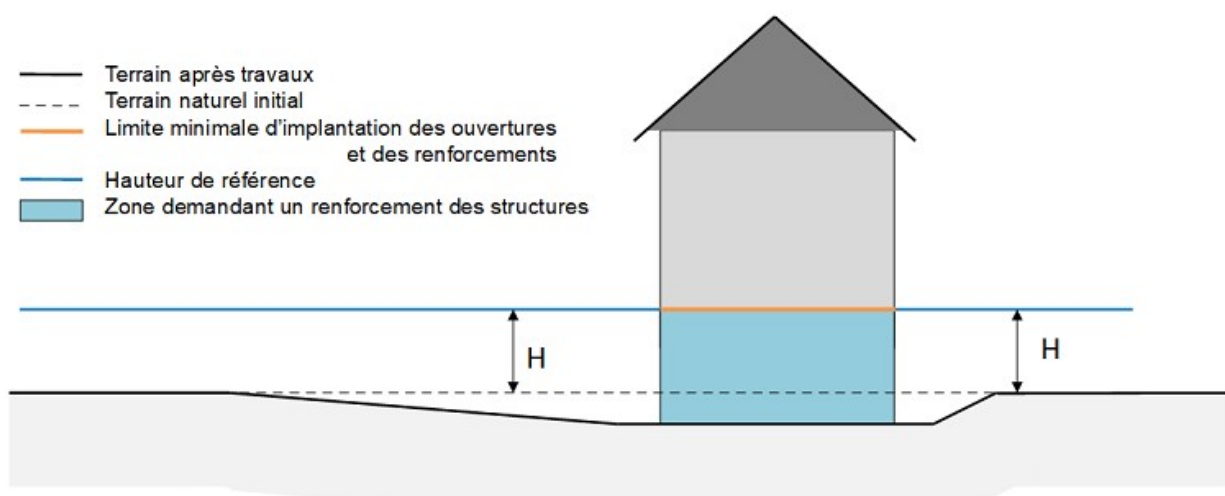 Terrain après travaux
Terrain naturel initial
Limite minimale d'implantation des ouvertures
et des renforcements
Hauteur de référence
Zone demandant un renforcement des structures
H
H